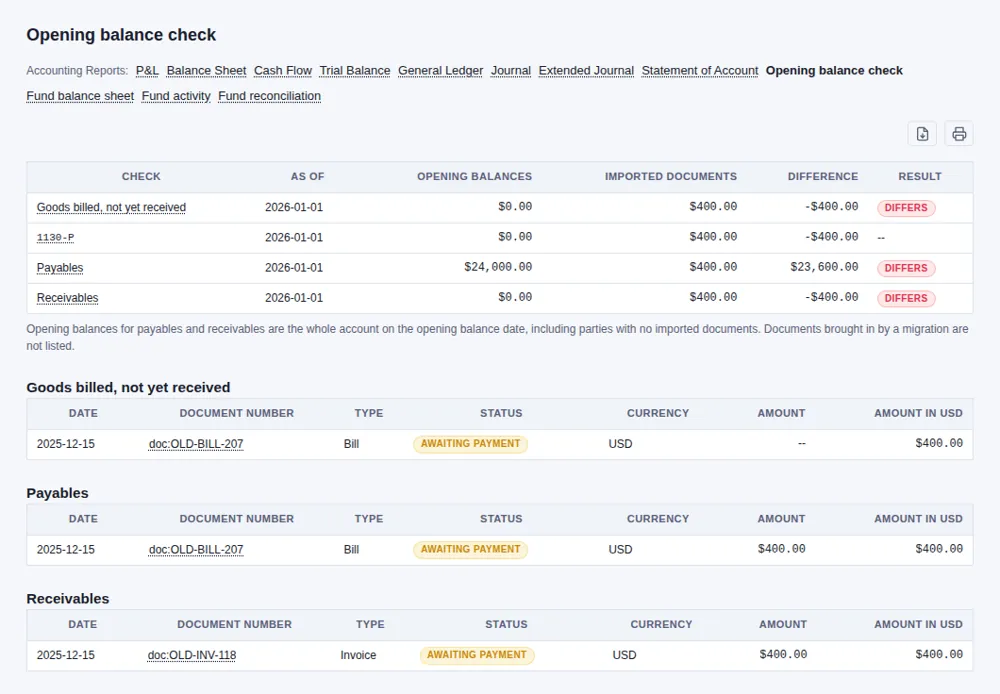 Opening balance check
Accounting Reports: P&L Balance Sheet Cash Flow Trial Balance General Ledger Journal Extended Journal Statement of Account Opening balance check
Fund balance sheet Fund activity Fund reconciliation
CHECK AS OF OPENING BALANCES IMPORTED DOCUMENTS DIFFERENCE RESULT
Goods billed, not yet received 2026-01-01 $0.00 $400.00 -$400.00 DIFFERS
1130-P 2026-01-01 $0.00 $400.00 -$400.00 --
Payables 2026-01-01 $24,000.00 $400.00 $23,600.00 DIFFERS
Receivables 2026-01-01 $0.00 $400.00 -$400.00 DIFFERS
Opening balances for payables and receivables are the whole account on the opening balance date, including parties with no imported documents. Documents brought in by a migration are
not listed.
Goods billed, not yet received
DATE DOCUMENT NUMBER TYPE STATUS CURRENCY AMOUNT AMOUNT IN USD
2025-12-15 doc:OLD-BILL-207 Bill AWAITING PAYMENT USD -- $400.00
Payables
DATE DOCUMENT NUMBER TYPE STATUS CURRENCY AMOUNT AMOUNT IN USD
2025-12-15 doc:OLD-BILL-207 Bill AWAITING PAYMENT USD $400.00 $400.00
Receivables
DATE DOCUMENT NUMBER TYPE STATUS CURRENCY AMOUNT AMOUNT IN USD
2025-12-15 doc:OLD-INV-118 Invoice AWAITING PAYMENT USD $400.00 $400.00